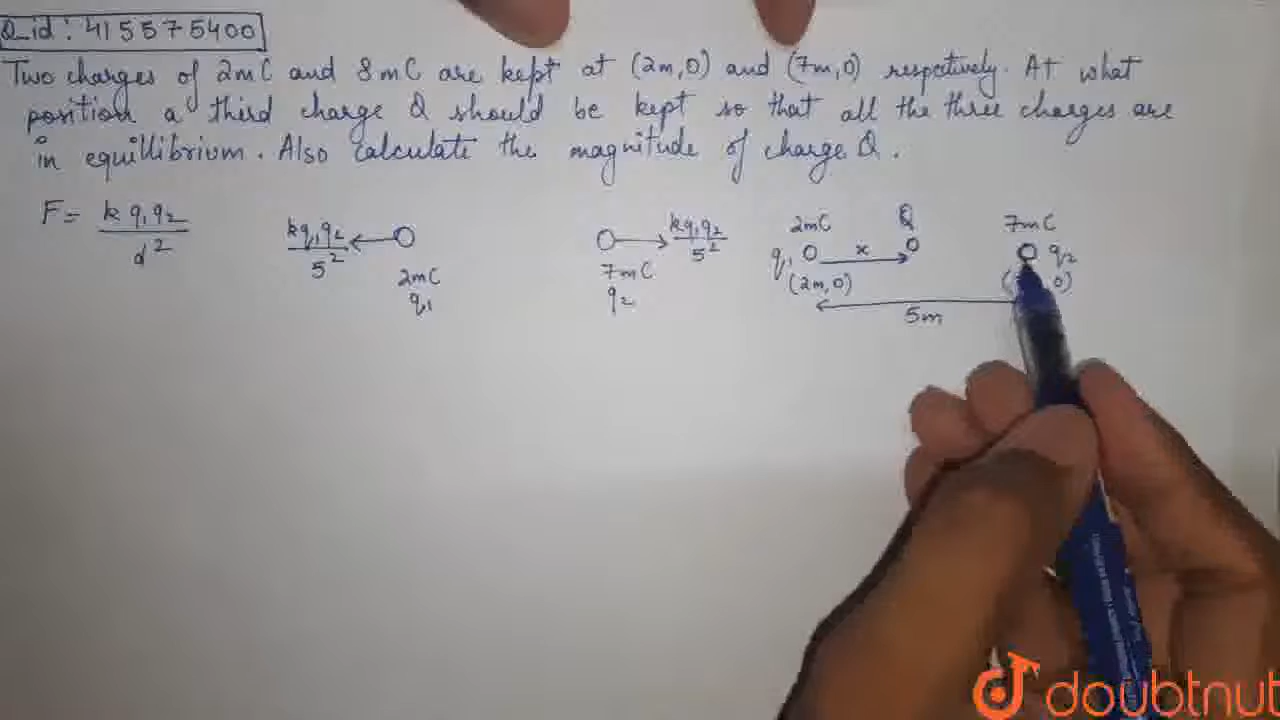 Q_id : 415575400
Two charges of 2mC and 8mC are kept at (2m,0) and (7m,0) respectively. At what
position a third charge Q should be kept so that all the three charges are
in equillibrium. Also calculate the magnitude of charge Q.
F = k q1 q2 / d²
kq1q2 / 5²
2mC
q1
kq1q2 / 5²
7mC
q2
2mC Q 7mC
q1 x q2
(2m,0) ( 0)
5m
doubtnut